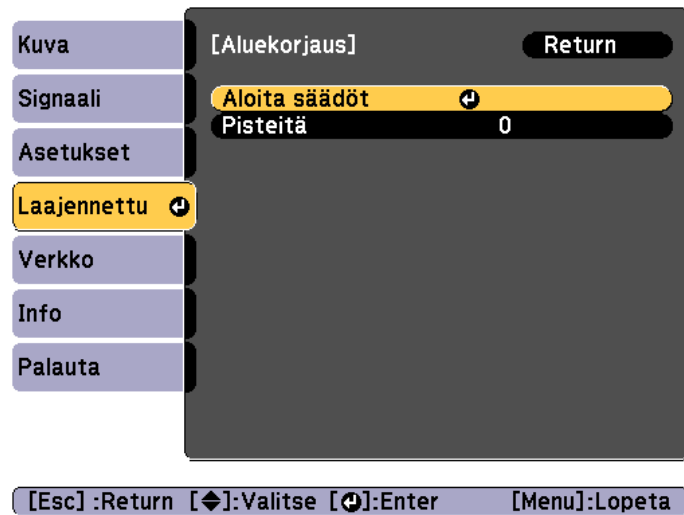 Kuva
Signaali
Asetukset
Laajennettu
Verkko
Info
Palauta
[Aluekorjaus] Return
Aloita säädöt
Pisteitä 0
[Esc] :Return [ ]:Valitse [ ]:Enter [Menu]:Lopeta